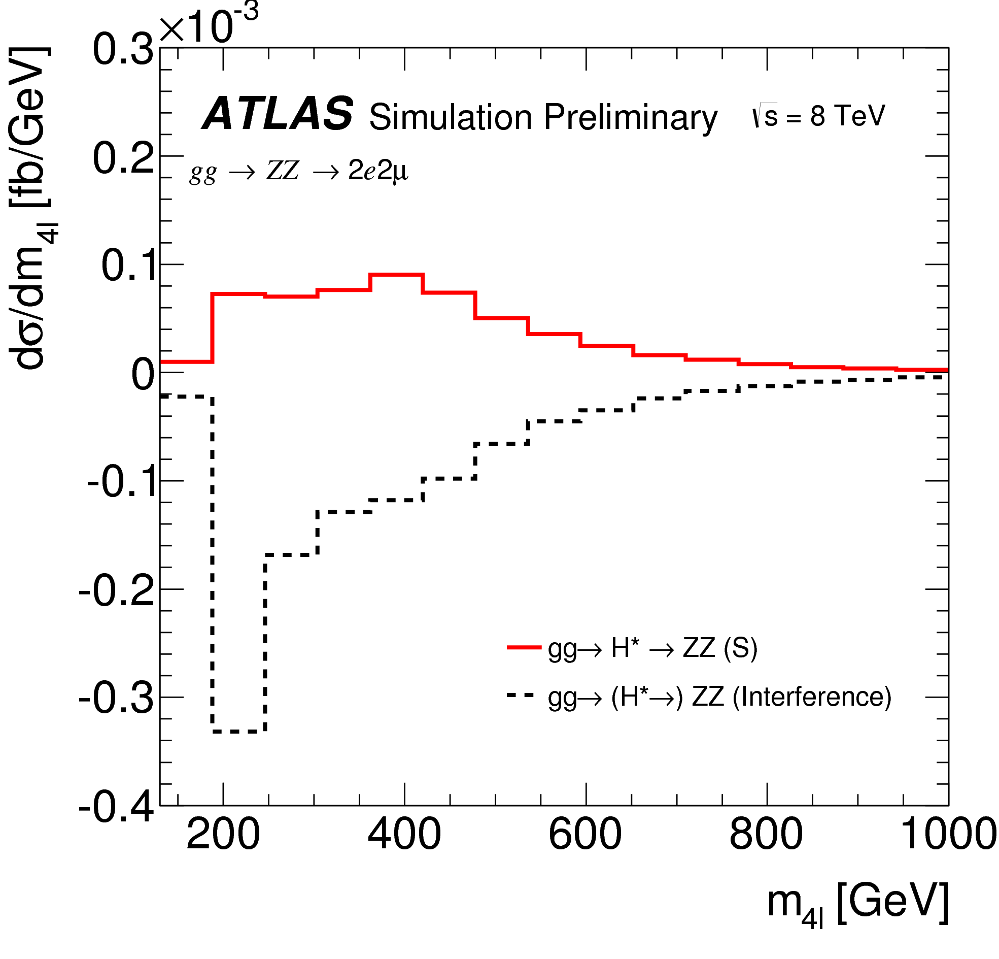 ×10⁻³
0.3
0.2
0.1
0
-0.1
-0.2
-0.3
-0.4
dσ/dm₄ₗ [fb/GeV]
ATLAS Simulation Preliminary √s = 8 TeV
gg → ZZ → 2e2μ
gg→ H* → ZZ (S)
gg→ (H*→) ZZ (Interference)
200 400 600 800 1000
m₄ₗ [GeV]